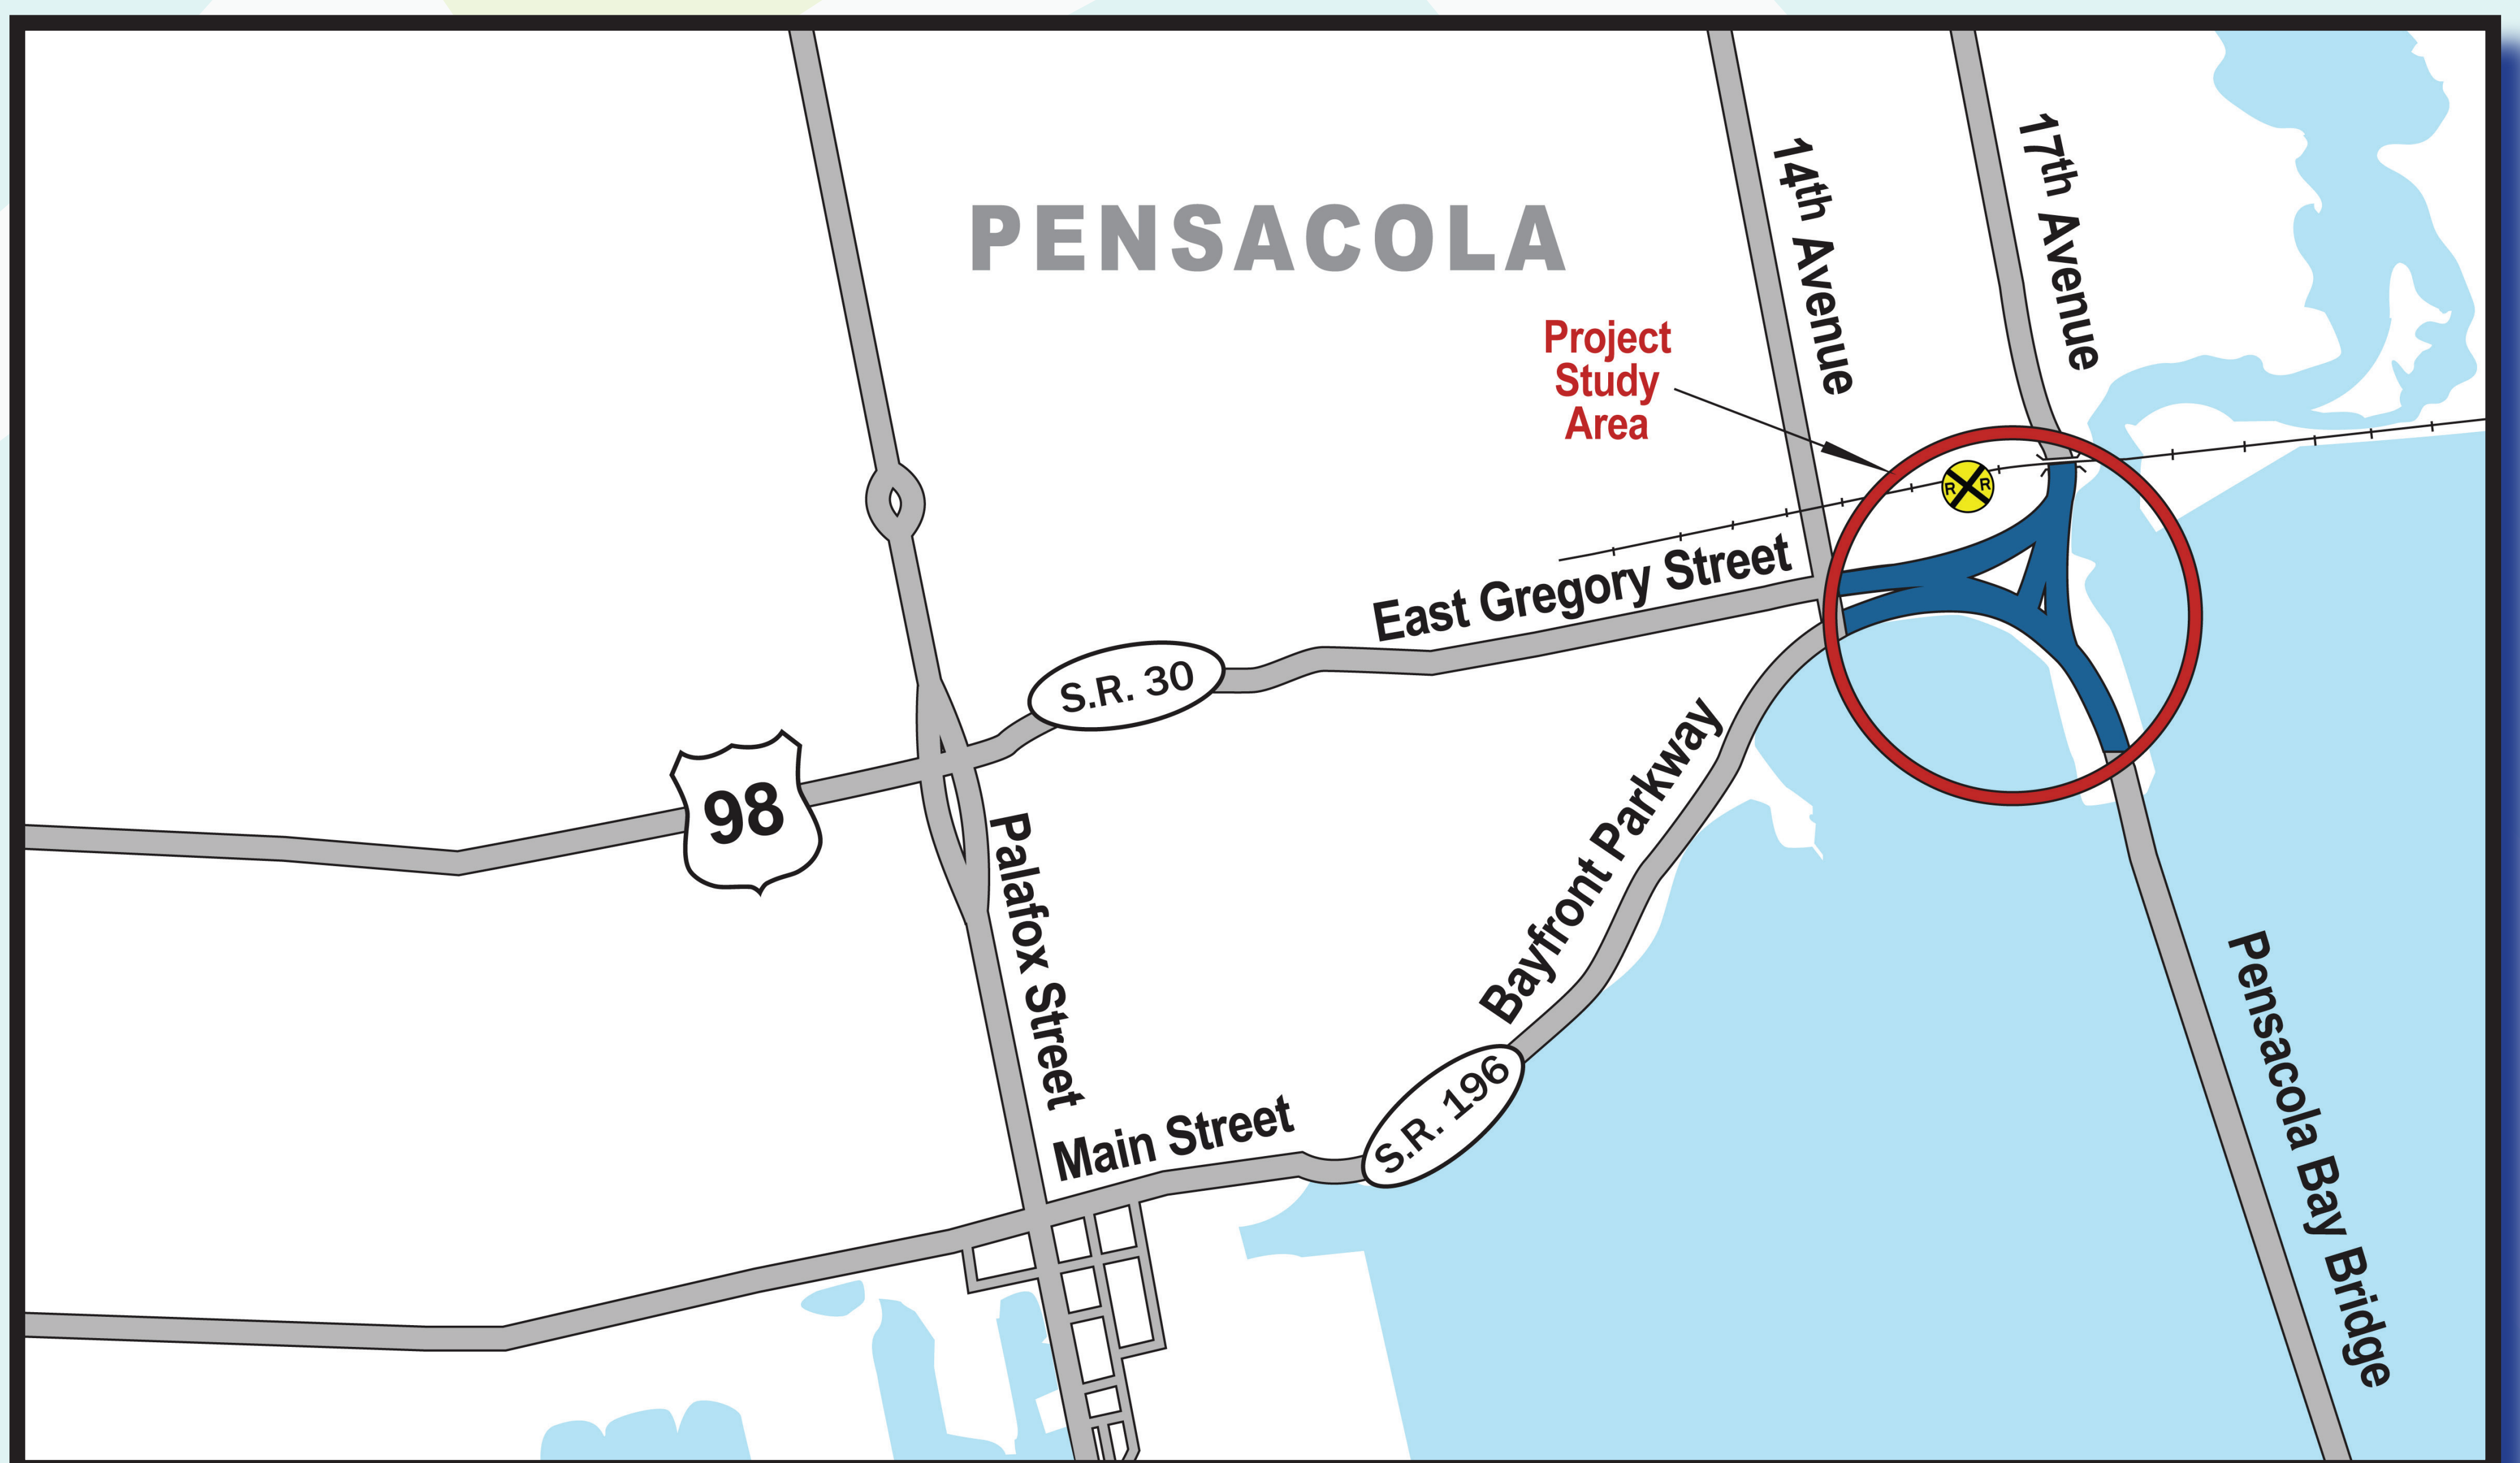 PENSACOLA
14th Avenue
17th Avenue
Project
Study
Area
R R
East Gregory Street
S.R. 30
98
Palafox Street
Bayfront Parkway
S.R. 196
Main Street
Pensacola Bay Bridge